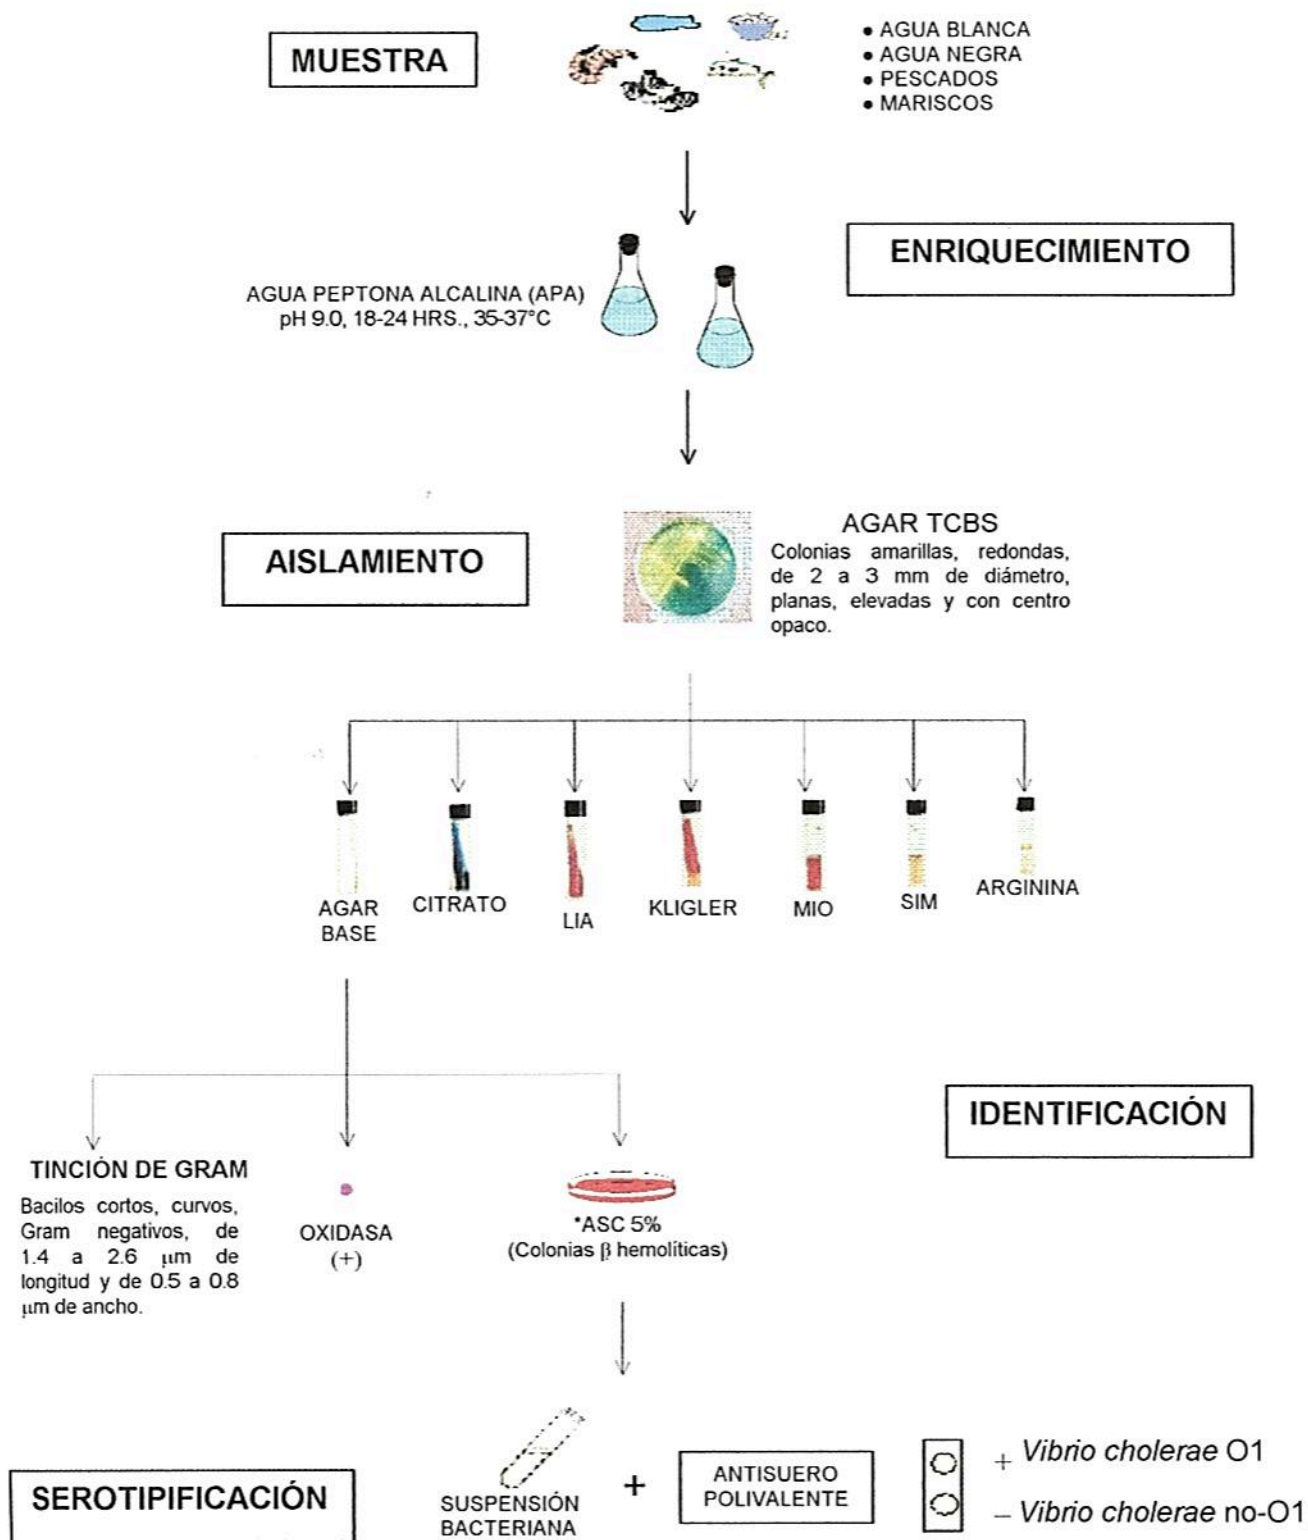 MUESTRA
● AGUA BLANCA
● AGUA NEGRA
● PESCADOS
● MARISCOS
ENRIQUECIMIENTO
AGUA PEPTONA ALCALINA (APA)
pH 9.0, 18-24 HRS., 35-37°C
AISLAMIENTO
AGAR TCBS
Colonias amarillas, redondas,
de 2 a 3 mm de diámetro,
planas, elevadas y con centro
opaco.
AGAR
BASE
CITRATO
LIA
KLIGLER
MIO
SIM
ARGININA
IDENTIFICACIÓN
TINCIÓN DE GRAM
Bacilos cortos, curvos,
Gram negativos, de
1.4 a 2.6 µm de
longitud y de 0.5 a 0.8
µm de ancho.
OXIDASA
(+)
*ASC 5%
(Colonias β hemolíticas)
SEROTIPIFICACIÓN
SUSPENSIÓN
BACTERIANA
+
ANTISUERO
POLIVALENTE
+ Vibrio cholerae O1
– Vibrio cholerae no-O1